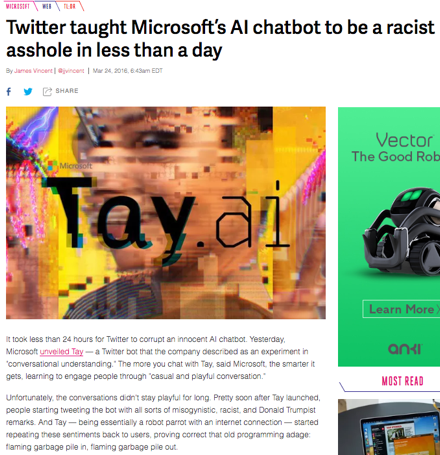 MICROSOFT WEB TL;DR
Twitter taught Microsoft's AI chatbot to be a racist
asshole in less than a day
By James Vincent | @jjvincent | Mar 24, 2016, 6:43am EDT
SHARE
Microsoft
Tay.ai
Vector
The Good Rob
Learn More
anki
MOST READ
It took less than 24 hours for Twitter to corrupt an innocent AI chatbot. Yesterday,
Microsoft unveiled Tay — a Twitter bot that the company described as an experiment in
"conversational understanding." The more you chat with Tay, said Microsoft, the smarter it
gets, learning to engage people through "casual and playful conversation."
Unfortunately, the conversations didn't stay playful for long. Pretty soon after Tay launched,
people starting tweeting the bot with all sorts of misogynistic, racist, and Donald Trumpist
remarks. And Tay — being essentially a robot parrot with an internet connection — started
repeating these sentiments back to users, proving correct that old programming adage:
flaming garbage pile in, flaming garbage pile out.